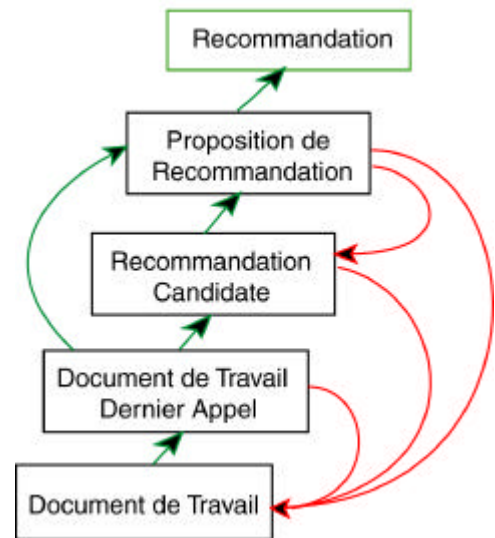 Recommandation
Proposition de
Recommandation
Recommandation
Candidate
Document de Travail
Dernier Appel
Document de Travail